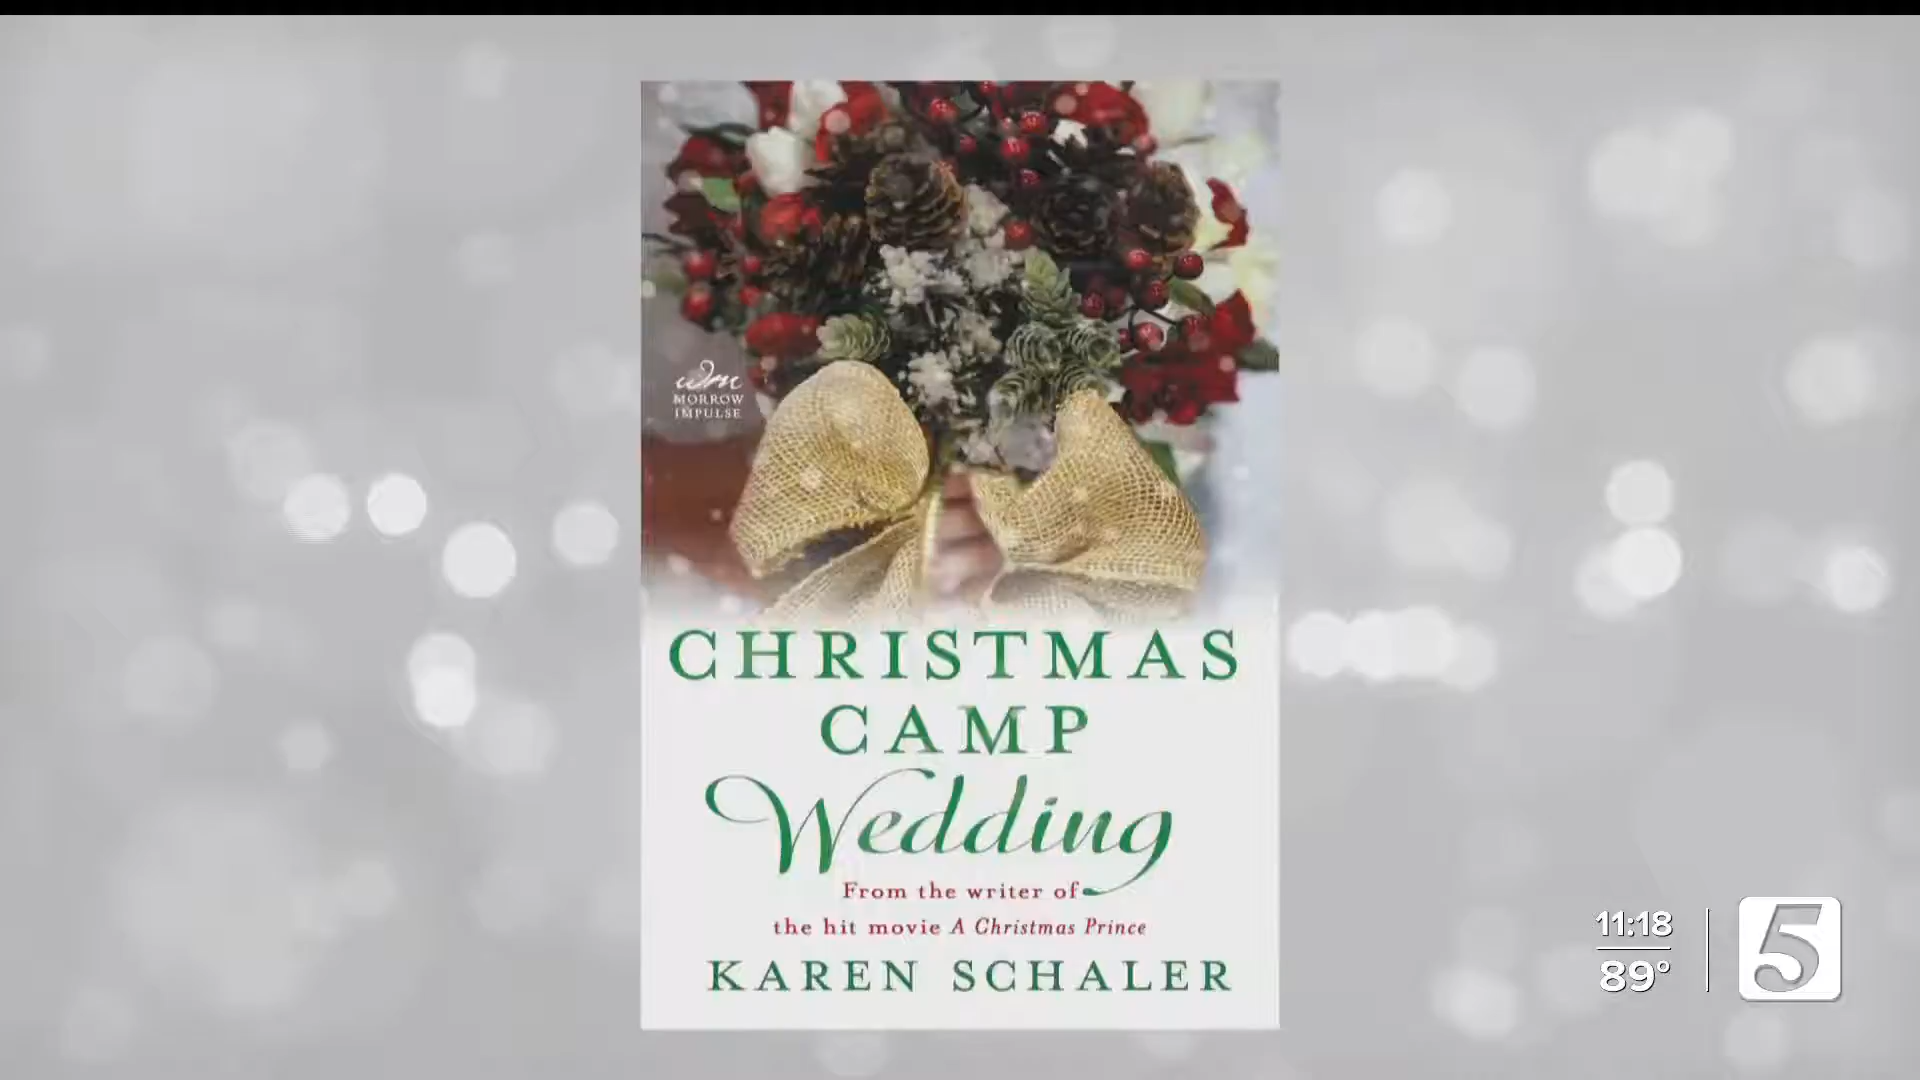 wm
MORROW
IMPULSE
CHRISTMAS
CAMP
Wedding
From the writer of
the hit movie A Christmas Prince
KAREN SCHALER
11:18
89°
5